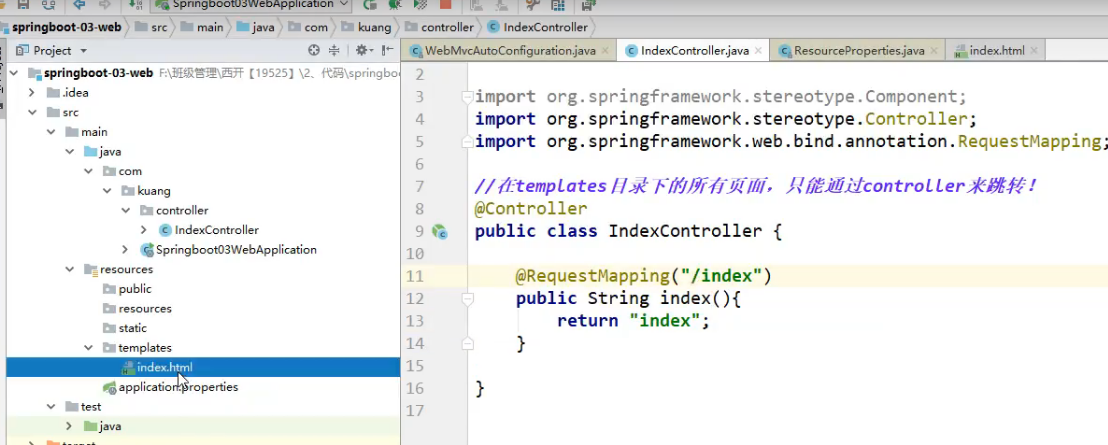 Springboot03WebApplication
springboot-03-web src main java com kuang controller IndexController
Project
WebMvcAutoConfiguration.java IndexController.java ResourceProperties.java index.html
springboot-03-web F:\班级管理\西开【19525】\2、代码\springbo
.idea
src
main
java
com
kuang
controller
IndexController
Springboot03WebApplication
resources
public
resources
static
templates
index.html
application.properties
test
java
2
3 import org.springframework.stereotype.Component;
4 import org.springframework.stereotype.Controller;
5 import org.springframework.web.bind.annotation.RequestMapping;
6
7 //在templates目录下的所有页面，只能通过controller来跳转！
8 @Controller
9 public class IndexController {
10
11 @RequestMapping("/index")
12 public String index(){
13 return "index";
14 }
15
16 }
17